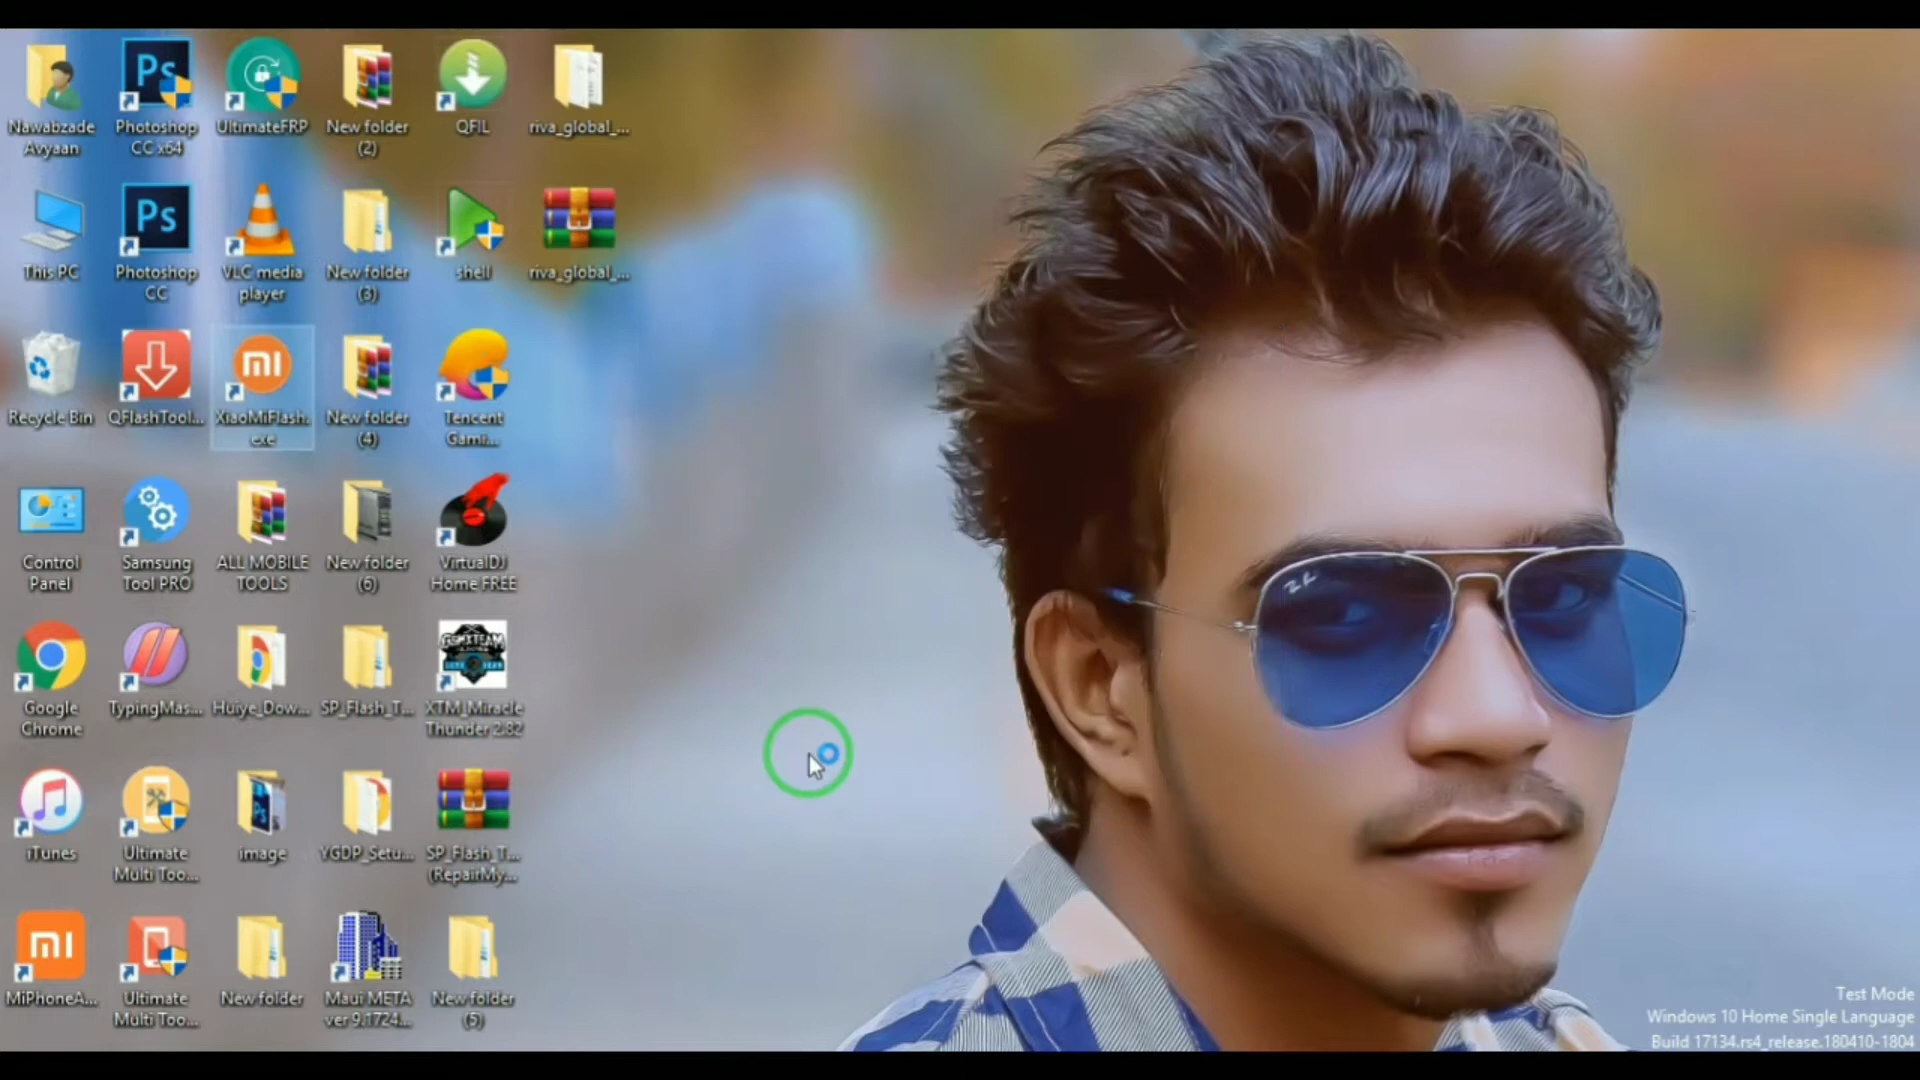 Nawabzade
Avyaan
Photoshop
CC x64
UltimateFRP
New folder
(2)
QFIL
riva_global_...
This PC
Photoshop
CC
VLC media
player
New folder
(3)
shell
riva_global_...
Recycle Bin
QFlashTool...
XiaoMiFlash.
exe
New folder
(4)
Tencent
Gami...
Control
Panel
Samsung
Tool PRO
ALL MOBILE
TOOLS
New folder
(6)
VirtualDJ
Home FREE
Google
Chrome
TypingMas...
Huiye_Dow...
SP_Flash_T...
GSMXTEAM
XTM_Miracle
Thunder 2.82
iTunes
Ultimate
Multi Too...
image
YGDP_Setu...
SP_Flash_T...
(RepairMy...
MiPhoneA...
Ultimate
Multi Too...
New folder
Maui META
ver 9.1724...
New folder
(5)
Test Mode
Windows 10 Home Single Language
Build 17134.rs4_release.180410-1804